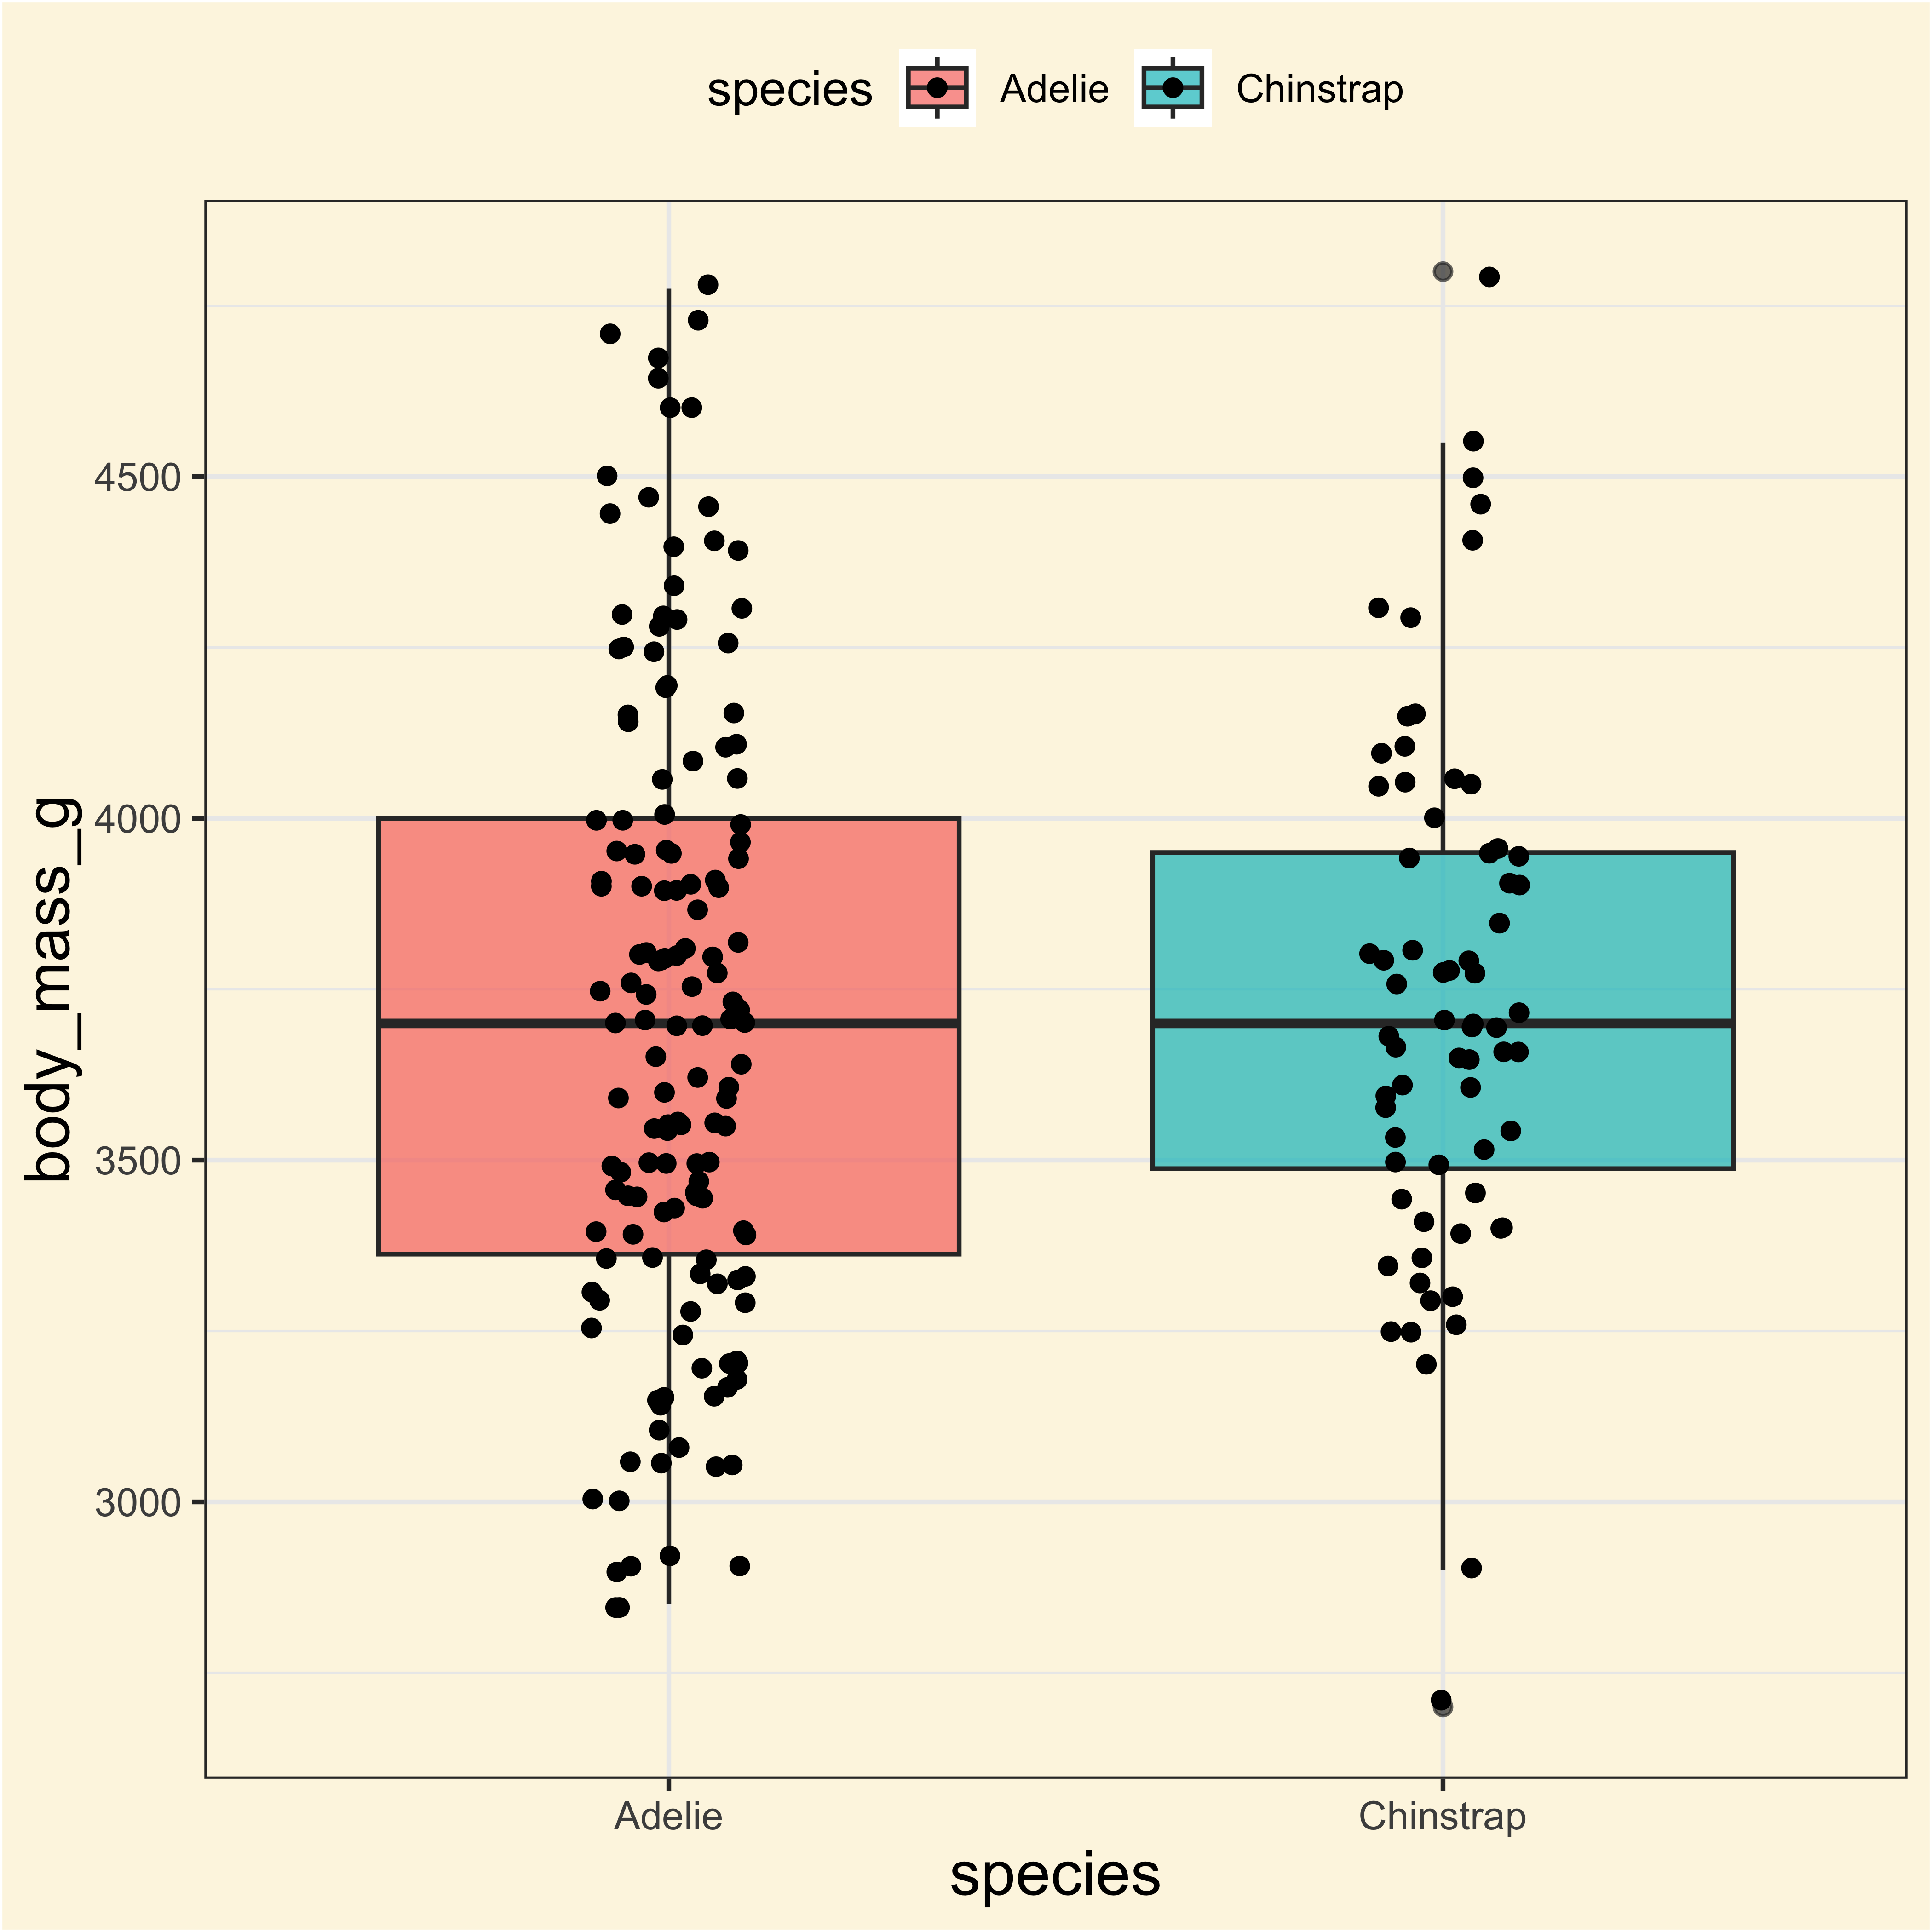 species Adelie Chinstrap
body_mass_g
4500
4000
3500
3000
Adelie Chinstrap
species